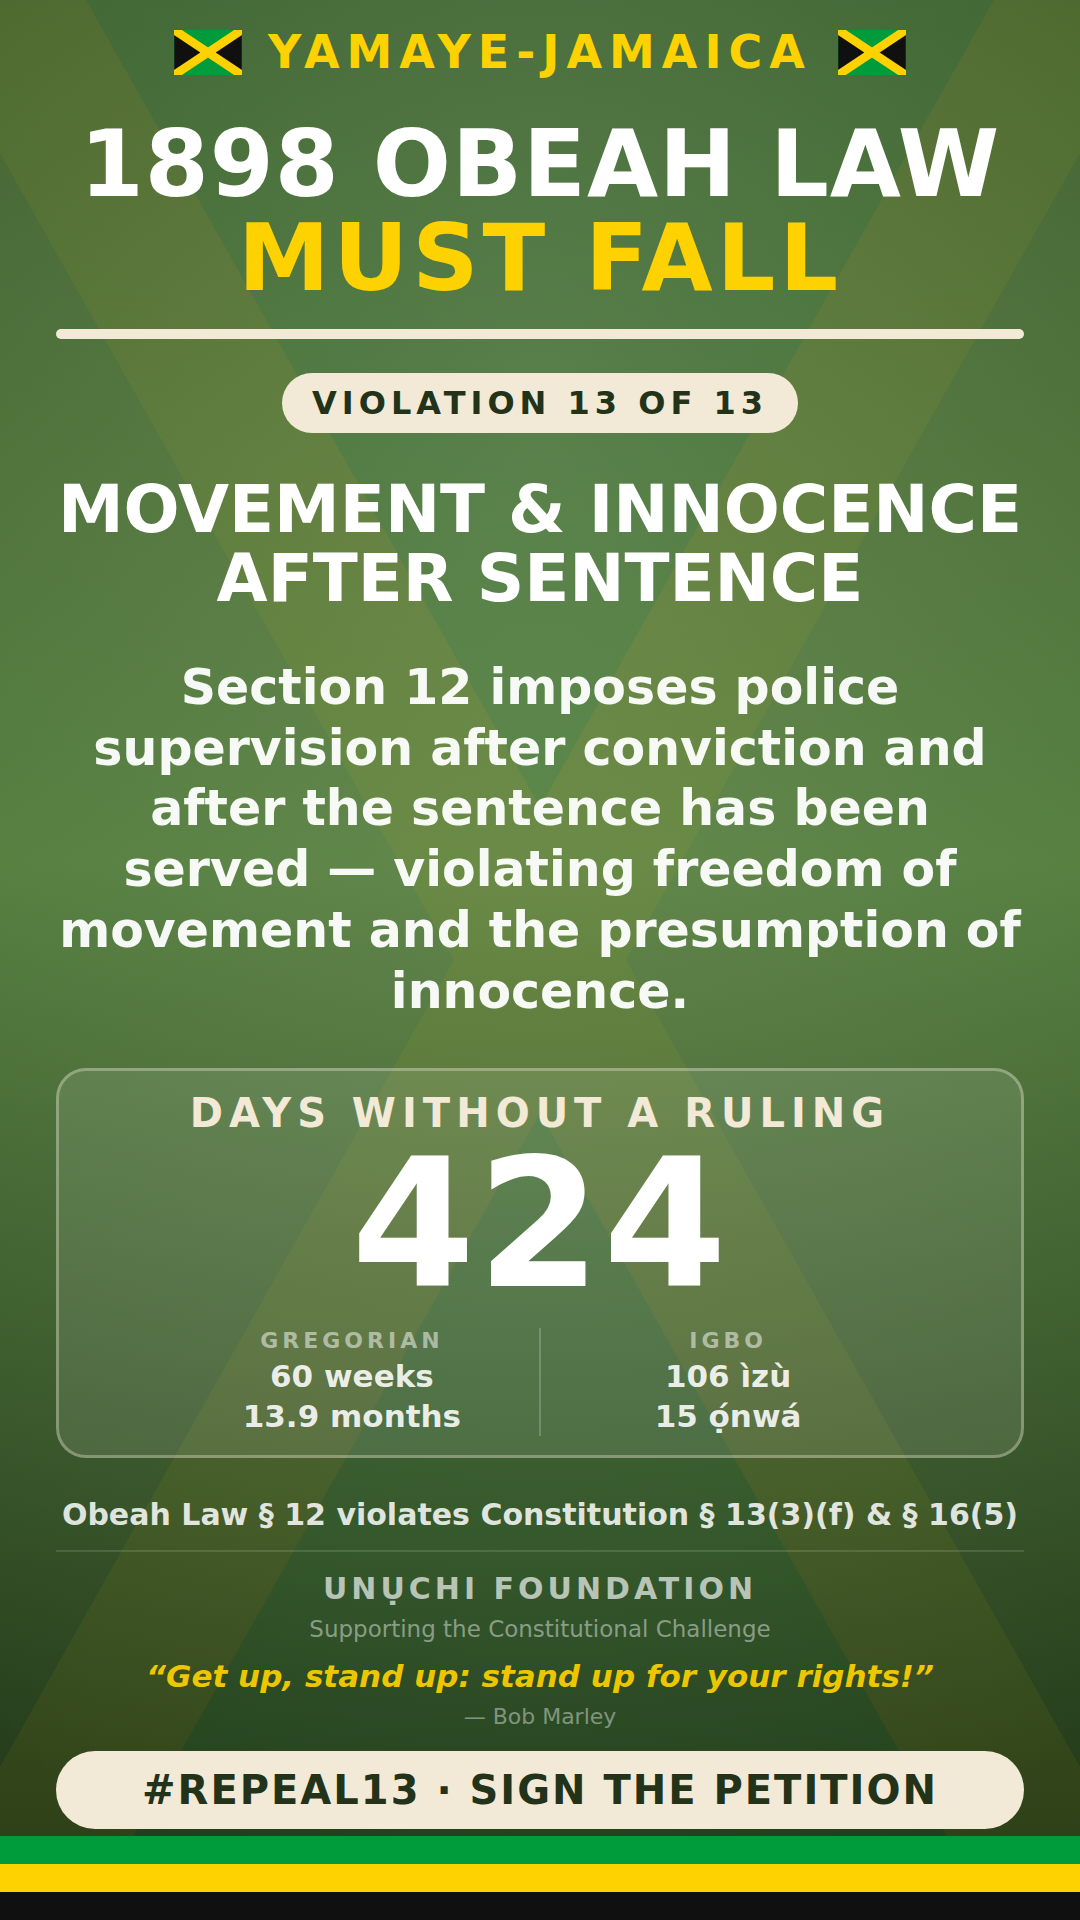 YAMAYE-JAMAICA
1898 OBEAH LAW
MUST FALL
VIOLATION 13 OF 13
MOVEMENT & INNOCENCE
AFTER SENTENCE
Section 12 imposes police
supervision after conviction and
after the sentence has been
served — violating freedom of
movement and the presumption of
innocence.
DAYS WITHOUT A RULING
424
GREGORIAN
60 weeks
13.9 months
IGBO
106 ìzù
15 ọ́nwá
Obeah Law § 12 violates Constitution § 13(3)(f) & § 16(5)
UNỤCHI FOUNDATION
Supporting the Constitutional Challenge
“Get up, stand up: stand up for your rights!”
— Bob Marley
#REPEAL13 · SIGN THE PETITION